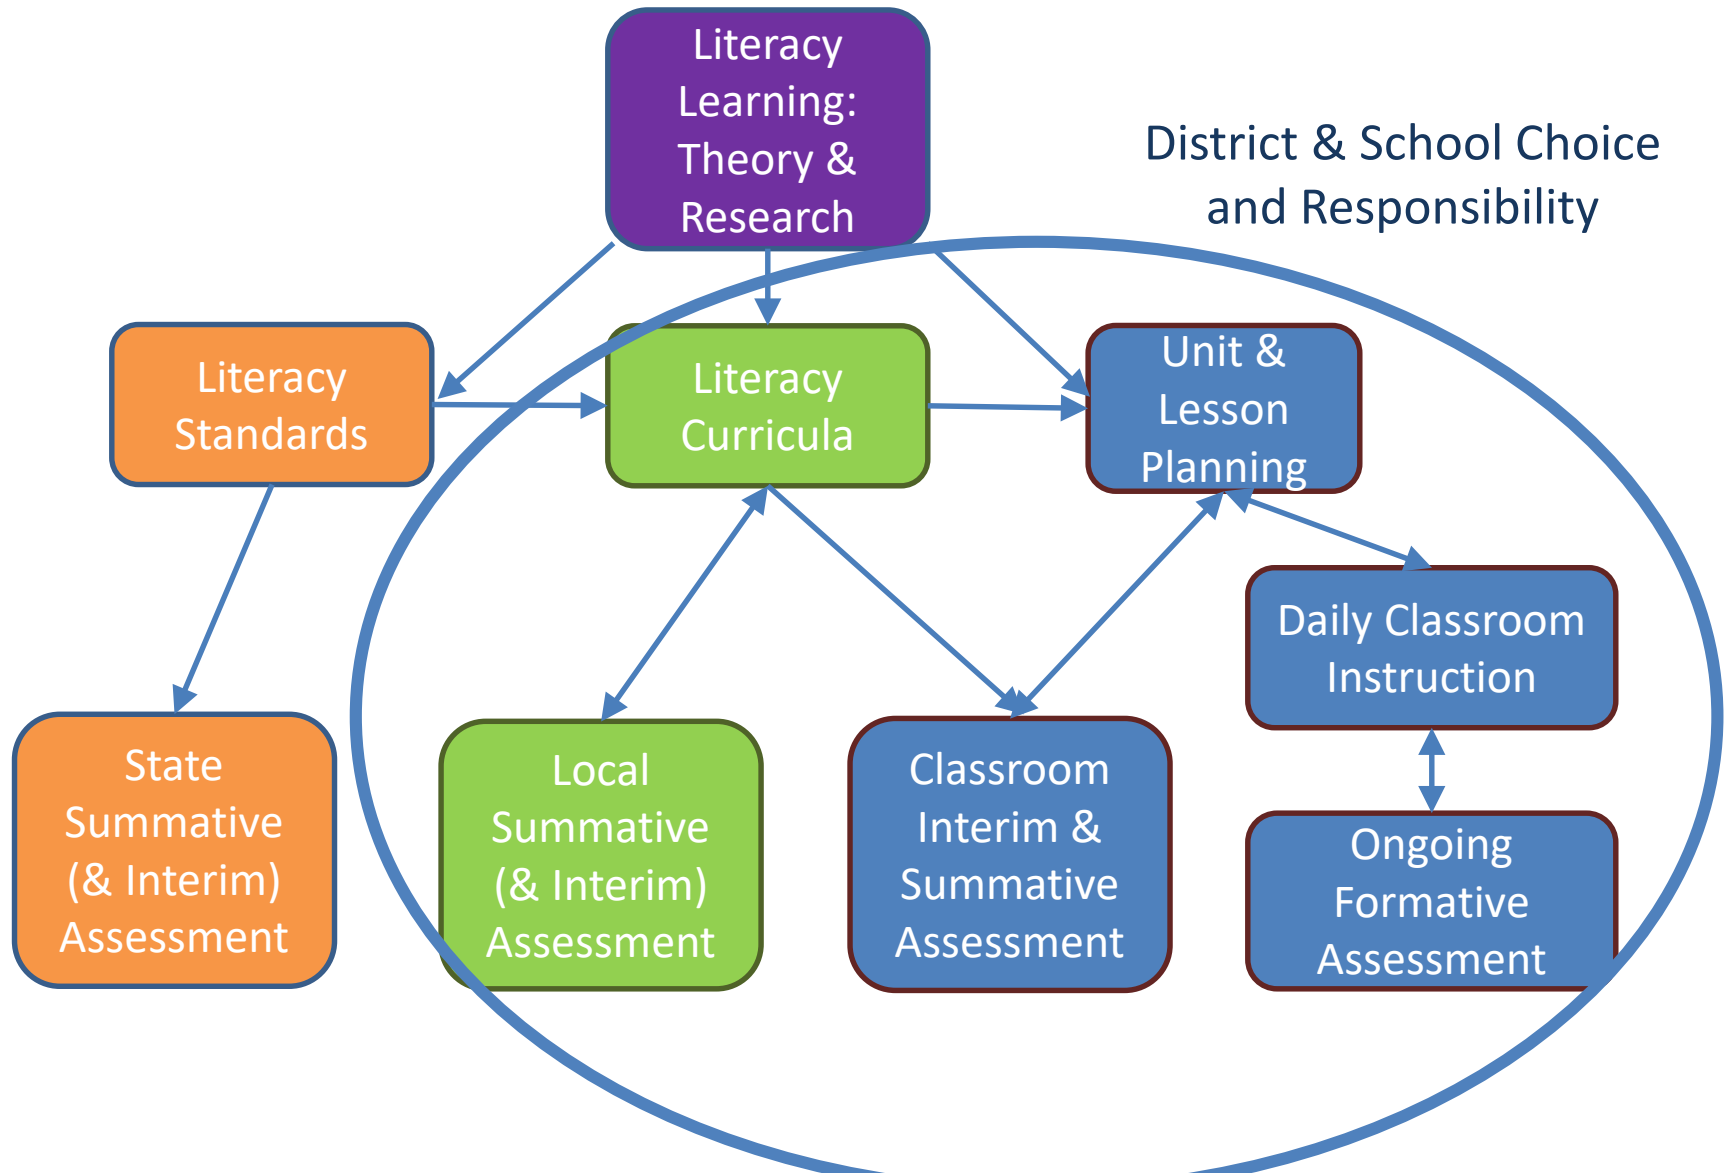 Literacy
Learning:
Theory &
Research
District & School Choice
and Responsibility
Literacy
Standards
Literacy
Curricula
Unit &
Lesson
Planning
Daily Classroom
Instruction
State
Summative
(& Interim)
Assessment
Local
Summative
(& Interim)
Assessment
Classroom
Interim &
Summative
Assessment
Ongoing
Formative
Assessment